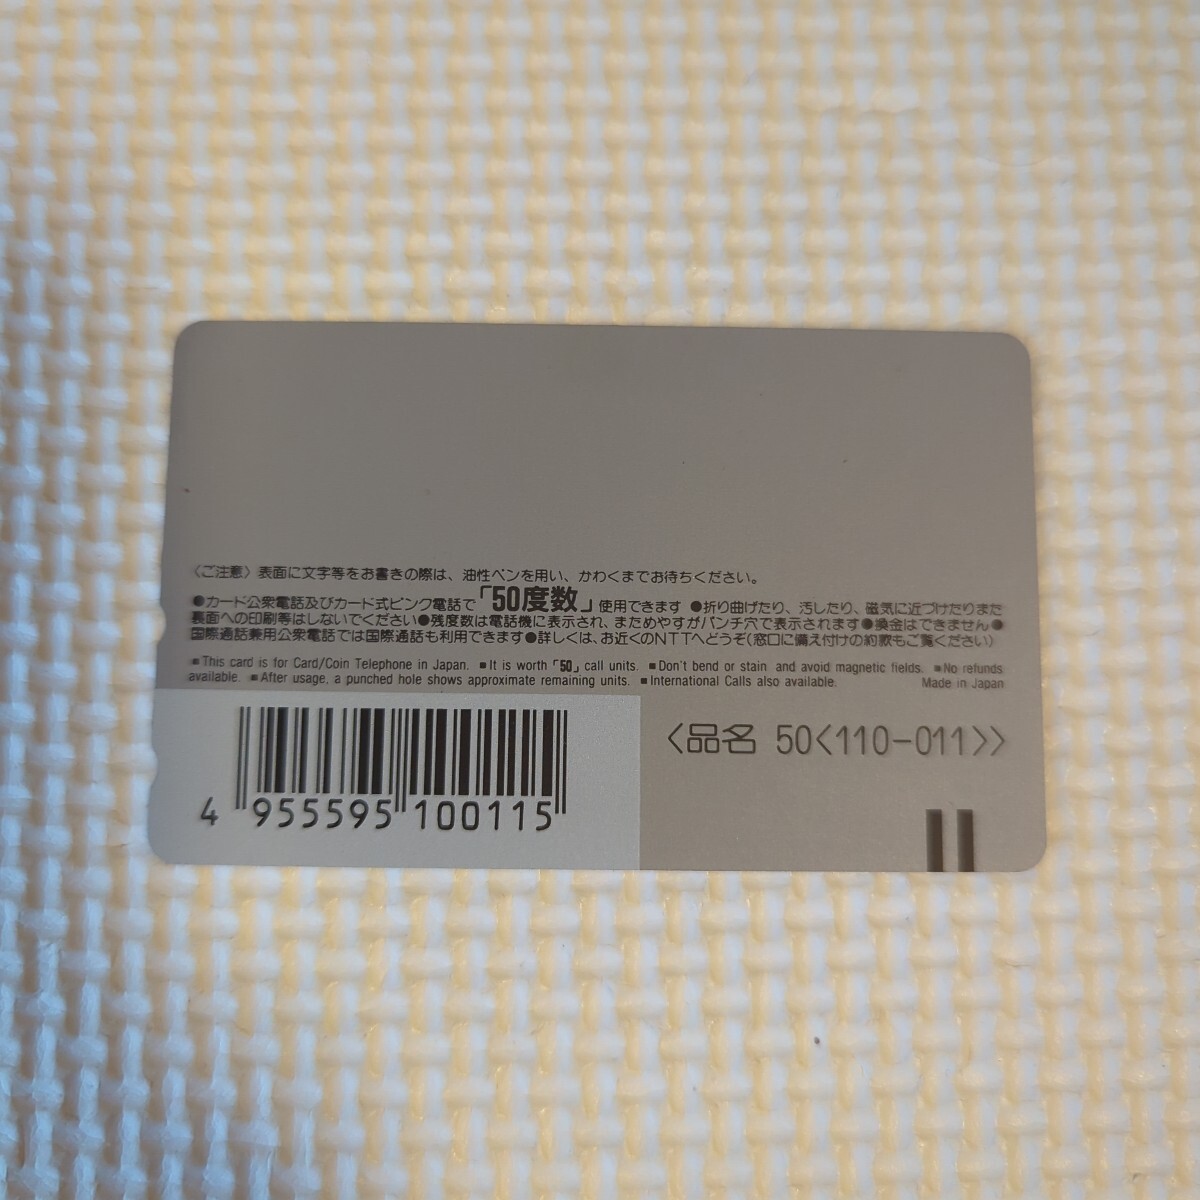 〈ご注意〉表面に文字等をお書きの際は、油性ペンを用い、かわくまでお待ちください。
●カード公衆電話及びカード式ピンク電話で「50度数」使用できます ●折り曲げたり、汚したり、磁気に近づけたりまた
裏面への印刷等はしないでください●残度数は電話機に表示され、まためやすがパンチ穴で表示されます●換金はできません●
国際通話兼用公衆電話では国際通話も利用できます●詳しくは、お近くのNTTへどうぞ(窓口に備え付けの約款もご覧ください)
■This card is for Card/Coin Telephone in Japan. ■It is worth「50」call units. ■Don't bend or stain and avoid magnetic fields. ■No refunds
available. ■After usage, a punched hole shows approximate remaining units. ■International Calls also available. Made in Japan
〈品名 50〈110-011〉〉
4 955595 100115